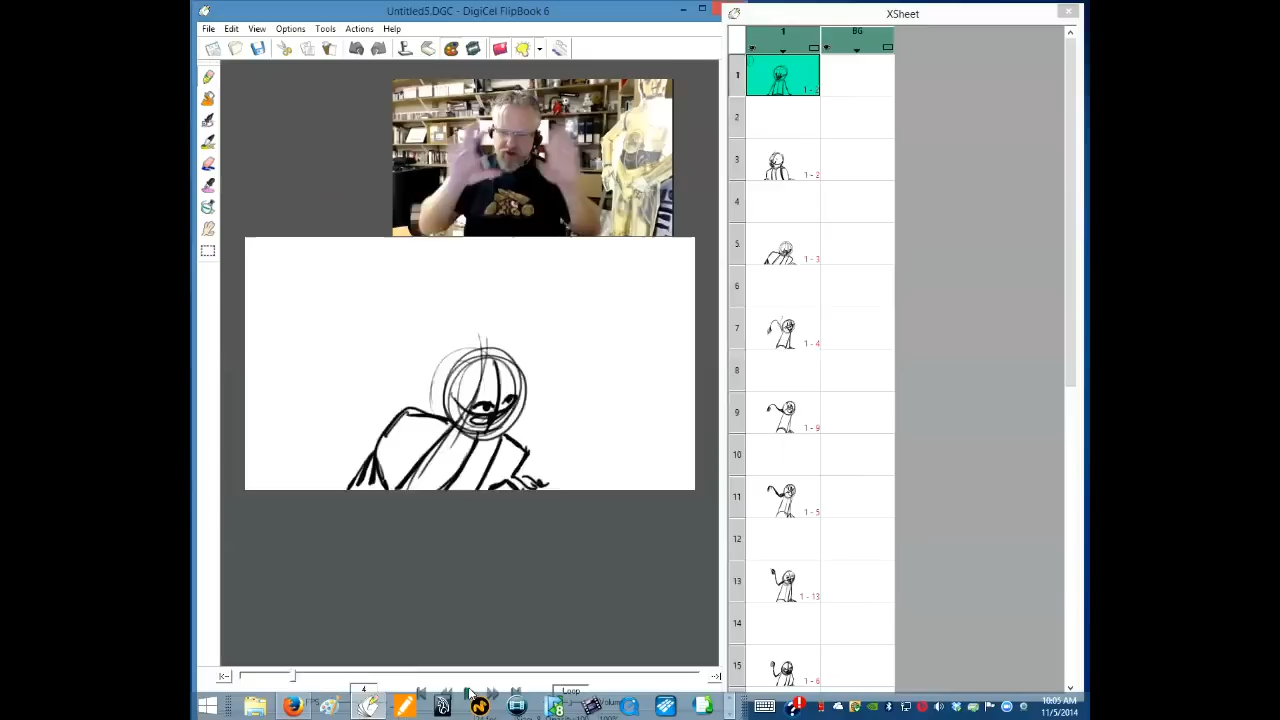 Untitled5.DGC - DigiCel FlipBook 6
File Edit View Options Tools Actions Help
XSheet
1 BG
1
2
3 1 - 2
4
5 1 - 3
6
7 1 - 4
8
9 1 - 9
10
11 1 - 5
12
13 1 - 13
14
15 1 - 6
4
Loop
FPS
10:05 AM
11/5/2014